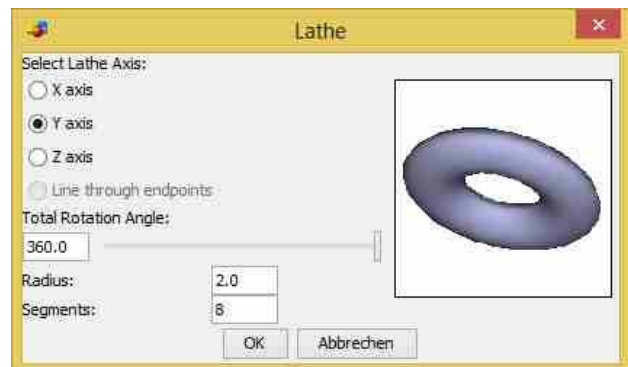 Lathe
Select Lathe Axis:
X axis
Y axis
Z axis
Line through endpoints
Total Rotation Angle:
360.0
Radius: 2.0
Segments: 8
OK Abbrechen